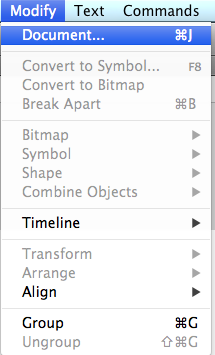 Modify Text Commands
Document... ⌘J
Convert to Symbol... F8
Convert to Bitmap
Break Apart ⌘B
Bitmap ▶
Symbol ▶
Shape ▶
Combine Objects ▶
Timeline ▶
Transform ▶
Arrange ▶
Align ▶
Group ⌘G
Ungroup ⇧⌘G